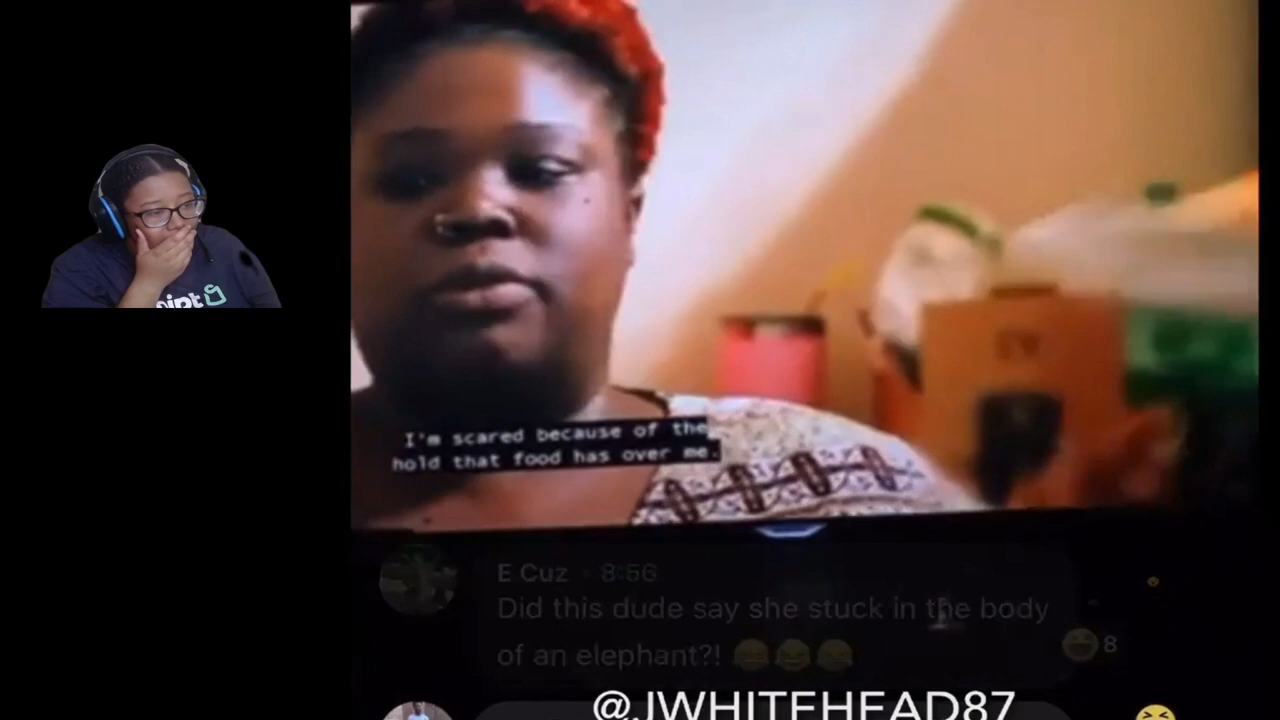 I'm scared because of the
hold that food has over me.
E Cuz · 8:56
Did this dude say she stuck in the body
of an elephant?! 😂😂😂
8
@JWHITEHEAD87